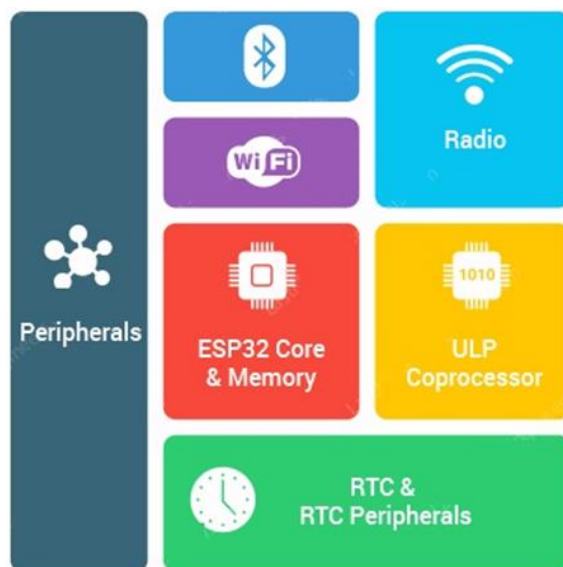 WiFi
Radio
Peripherals
ESP32 Core
& Memory
1010
ULP
Coprocessor
RTC &
RTC Peripherals